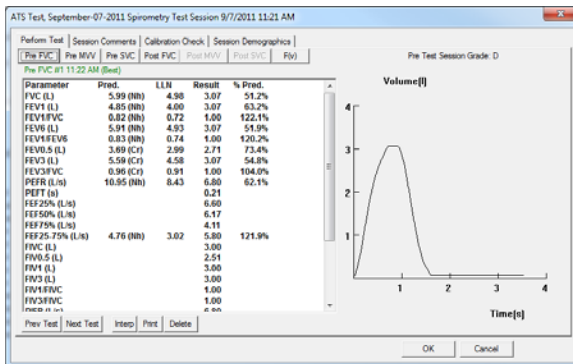 ATS Test, September-07-2011 Spirometry Test Session 9/7/2011 11:21 AM
Perform Test Session Comments Calibration Check Session Demographics
Pre FVC Pre MVV Pre SVC Post FVC Post MVV Post SVC F(v)
Pre Test Session Grade: D
Pre FVC #1 11:22 AM (Best)
Parameter Pred. LLN Result % Pred.
FVC (L) 5.99 (Nh) 4.98 3.07 51.2%
FEV1 (L) 4.85 (Nh) 4.00 3.07 63.2%
FEV1/FVC 0.82 (Nh) 0.72 1.00 122.1%
FEV6 (L) 5.91 (Nh) 4.93 3.07 51.9%
FEV1/FEV6 0.83 (Nh) 0.74 1.00 120.2%
FEV0.5 (L) 3.69 (Cr) 2.99 2.71 73.4%
FEV3 (L) 5.59 (Cr) 4.58 3.07 54.8%
FEV3/FVC 0.96 (Cr) 0.91 1.00 104.0%
PEFR (L/s) 10.95 (Nh) 8.43 6.80 62.1%
PEFT (s) 0.21
FEF25% (L/s) 6.60
FEF50% (L/s) 6.17
FEF75% (L/s) 4.11
FEF25-75% (L/s) 4.76 (Nh) 3.02 5.80 121.9%
FIVC (L) 3.00
FIV0.5 (L) 2.51
FIV1 (L) 3.00
FIV3 (L) 3.00
FIV1/FIVC 1.00
FIV3/FIVC 1.00
Volume(l)
4
3
2
1
1 2 3 4
Time(s)
Prev Test Next Test Interp Print Delete
OK Cancel